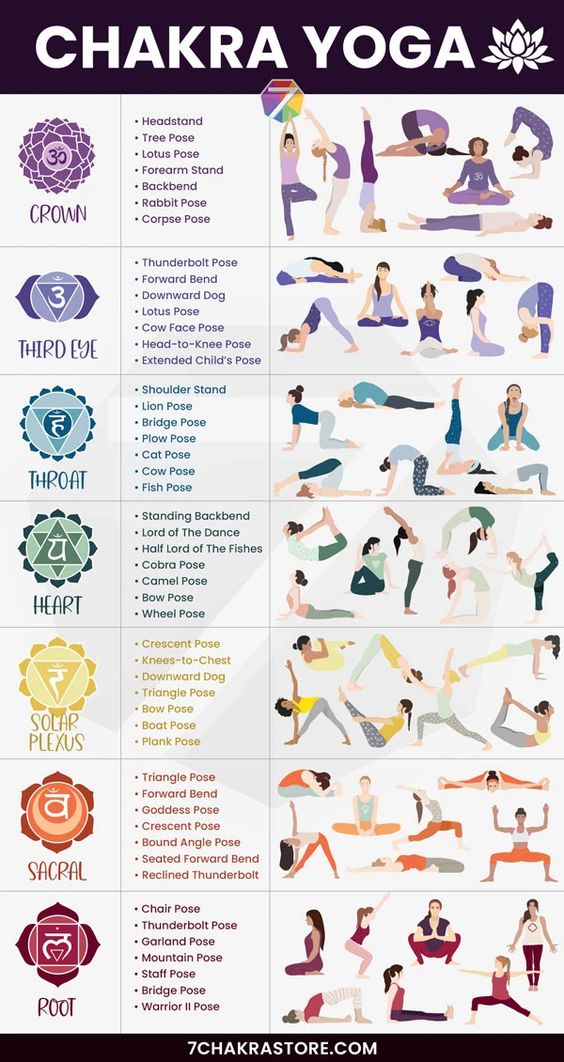 CHAKRA YOGA
7
ॐ
CROWN
• Headstand
• Tree Pose
• Lotus Pose
• Forearm Stand
• Backbend
• Rabbit Pose
• Corpse Pose
THIRD EYE
• Thunderbolt Pose
• Forward Bend
• Downward Dog
• Lotus Pose
• Cow Face Pose
• Head-to-Knee Pose
• Extended Child's Pose
हं
THROAT
• Shoulder Stand
• Lion Pose
• Bridge Pose
• Plow Pose
• Cat Pose
• Cow Pose
• Fish Pose
HEART
• Standing Backbend
• Lord of The Dance
• Half Lord of The Fishes
• Cobra Pose
• Camel Pose
• Bow Pose
• Wheel Pose
रं
SOLAR
PLEXUS
• Crescent Pose
• Knees-to-Chest
• Downward Dog
• Triangle Pose
• Bow Pose
• Boat Pose
• Plank Pose
वं
SACRAL
• Triangle Pose
• Forward Bend
• Goddess Pose
• Crescent Pose
• Bound Angle Pose
• Seated Forward Bend
• Reclined Thunderbolt
लं
ROOT
• Chair Pose
• Thunderbolt Pose
• Garland Pose
• Mountain Pose
• Staff Pose
• Bridge Pose
• Warrior II Pose
7CHAKRASTORE.COM